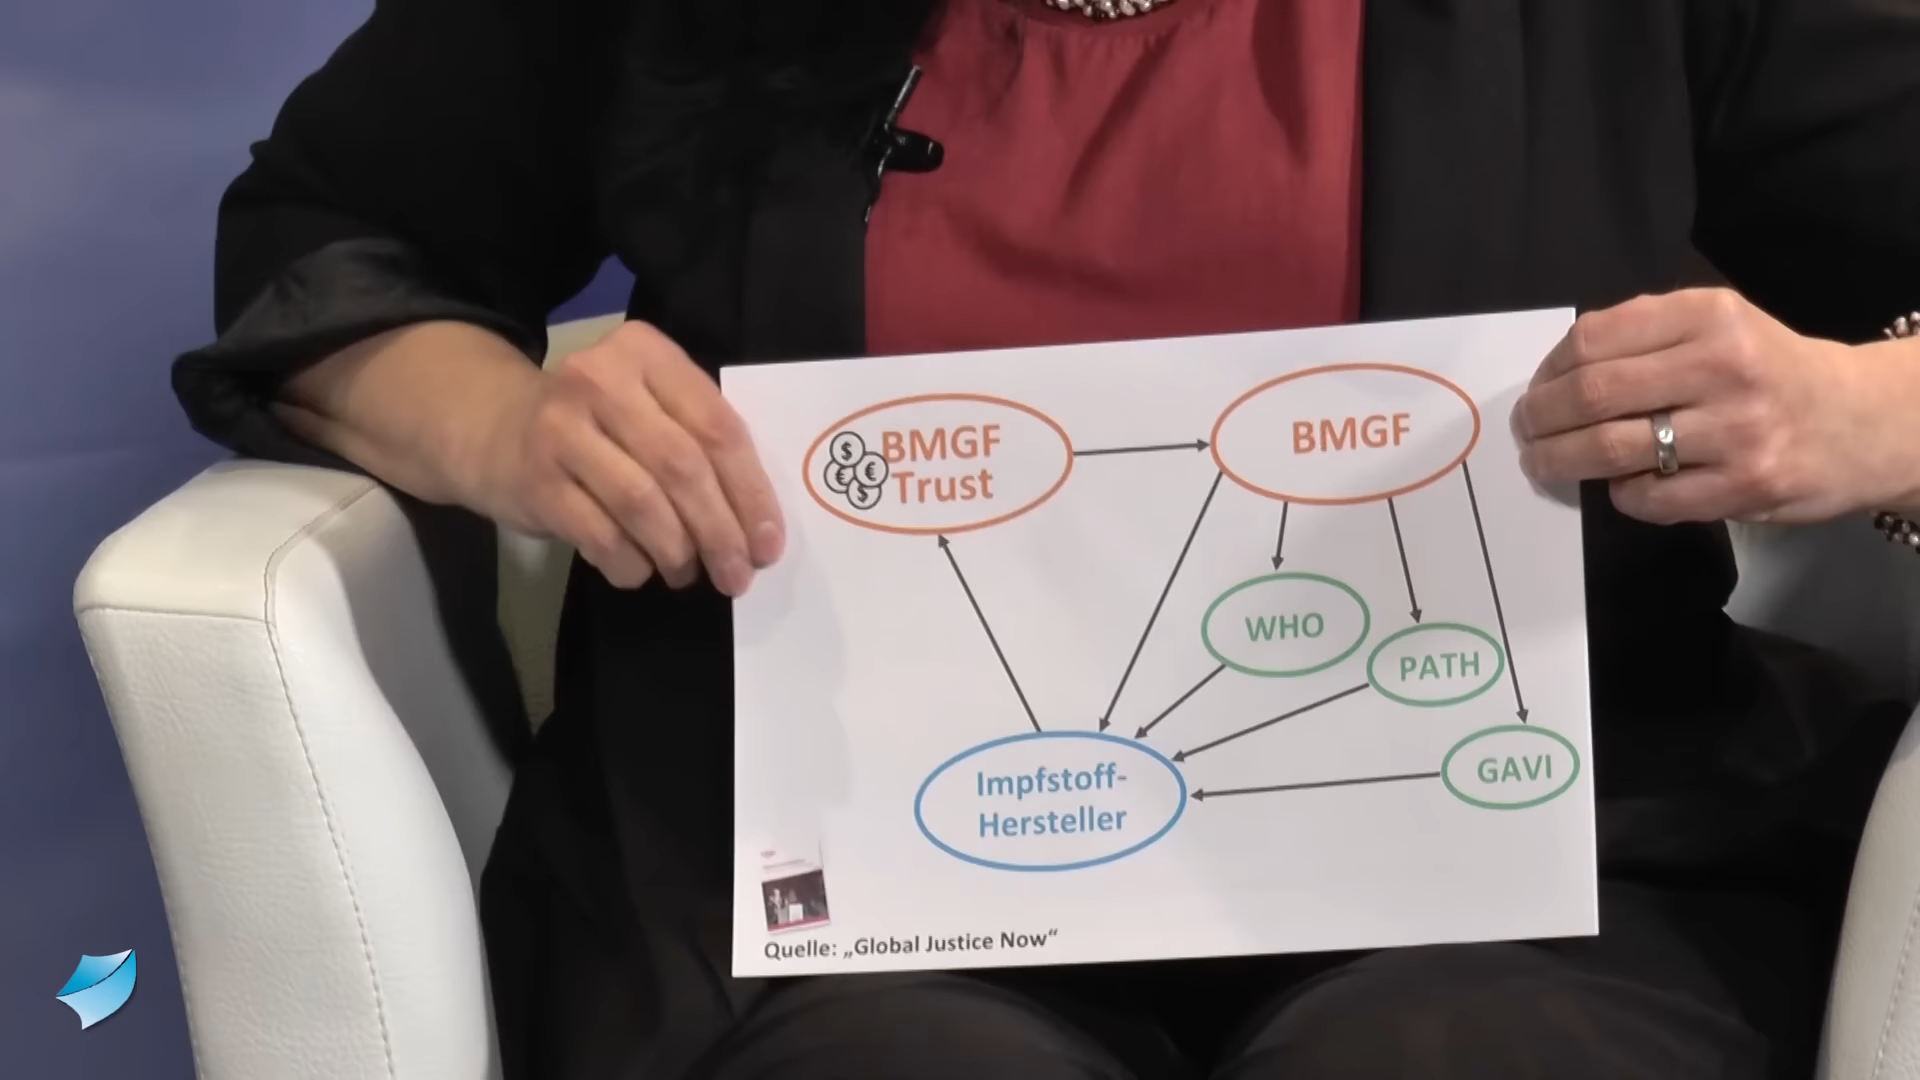 BMGF
Trust
BMGF
WHO
PATH
GAVI
Impfstoff-
Hersteller
Quelle: „Global Justice Now“